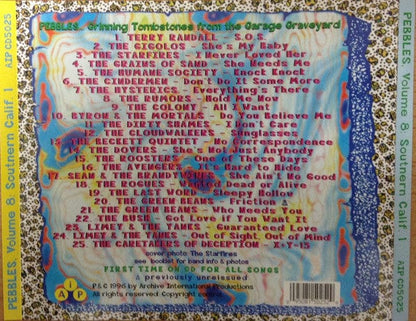 PEBBLES, Volume 8, Southern Calif. 1 AIP CD5025
PEBBLES, Grinning Tombstones from the Garage Graveyard
1. TERRY RANDALL - S.O.S.
2. THE GIGOLOS - She's My Baby
3. THE STARFIRES - I Never Loved Her
4. THE GRAINS OF SAND - She Needs Me
5. THE HUMANE SOCIETY - Knock Knock
6. THE CINDERMEN - Don't Do It Some More
7. THE HYSTERICS - Everything's There
THE RUMORS - Hold Me Now
9. THE COLONY - All I Want
10. BYRON & THE MORTALS - Do You Believe Me
11. THE DIRTY SHAMES - I Don't Care
12. THE CLOUDWALKERS - Sunglasses
13. THE BECKETT QUINTET - No Correspondence
14. THE DOVERS - She's Not Just Anybody
15. THE ROOSTERS - One of These Days
16. THE AVENGERS - It's Hard to Hide
17. SEAN & THE BRANDYWINES - She Ain't No Good
18. THE ROGUES - Wanted Dead or Alive
19. THE LAST WORD - Sleepy Hollow
20. THE GREEN BEANS - Friction
21. THE GREEN BEANS - Who Needs You
22. THE BUSH - Got Love if You Want It
23. LIMEY & THE YANKS - Guaranteed Love
24. LIMEY & THE YANKS - Out of Sight, Out of Mind
25. THE CARETAKERS OF DECEPTION - X-Y-13
cover photo The Starfires
see booklet for band info & photos
FIRST TIME ON CD FOR ALL SONGS
previously unreissued
P & C 1996 by Archive International Productions
All rights reserved. Copyright control.
AIP
PEBBLES, Volume 8, Southern Calif. 1 AIP CD5025